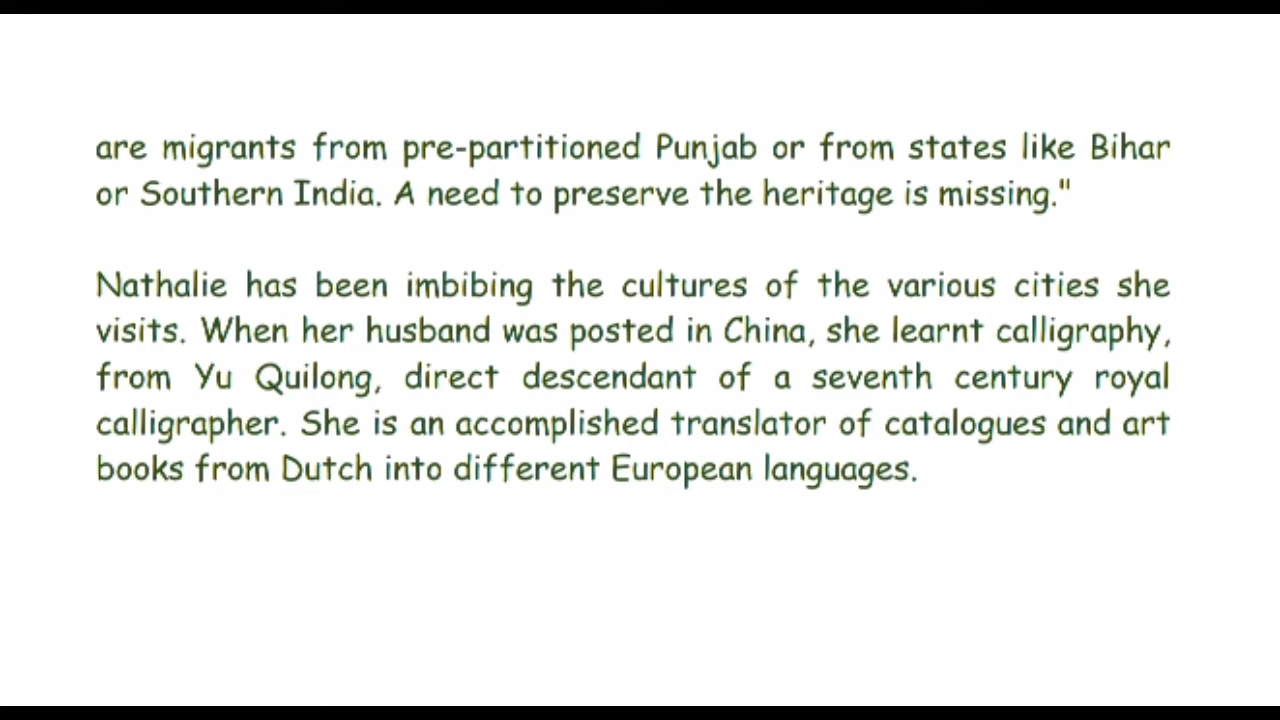 are migrants from pre-partitioned Punjab or from states like Bihar
or Southern India. A need to preserve the heritage is missing."
Nathalie has been imbibing the cultures of the various cities she
visits. When her husband was posted in China, she learnt calligraphy,
from Yu Quilong, direct descendant of a seventh century royal
calligrapher. She is an accomplished translator of catalogues and art
books from Dutch into different European languages.